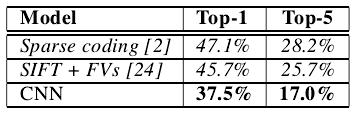 Model Top-1 Top-5
Sparse coding [2] 47.1% 28.2%
SIFT + FVs [24] 45.7% 25.7%
CNN 37.5% 17.0%